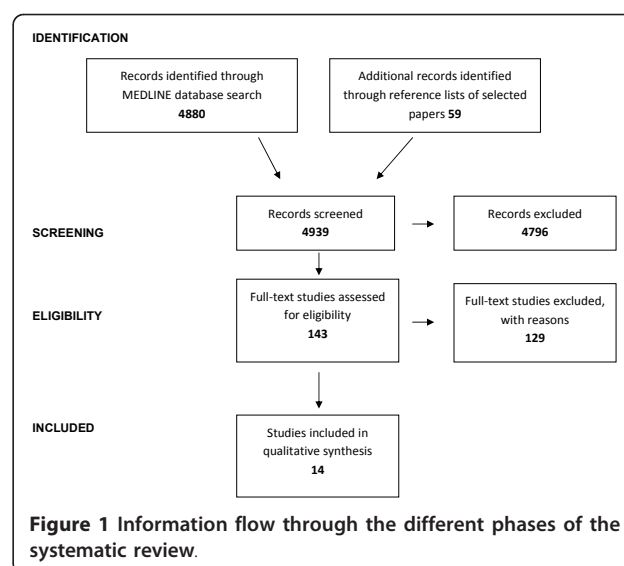 IDENTIFICATION
Records identified through
MEDLINE database search
4880
Additional records identified
through reference lists of selected
papers 59
SCREENING
Records screened
4939
Records excluded
4796
ELIGIBILITY
Full-text studies assessed
for eligibility
143
Full-text studies excluded,
with reasons
129
INCLUDED
Studies included in
qualitative synthesis
14
Figure 1 Information flow through the different phases of the
systematic review.